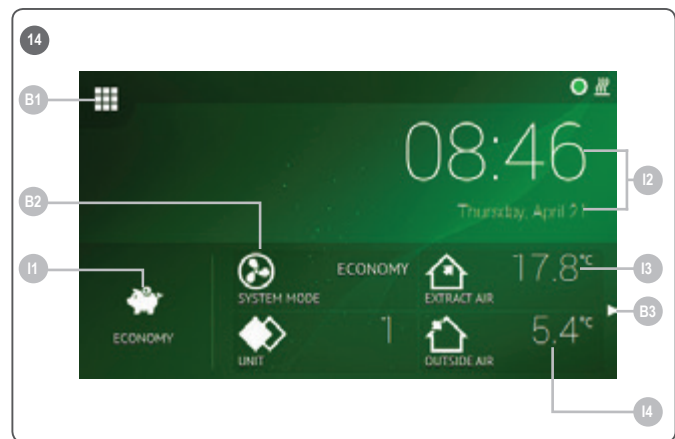 14
B1
08:46
I2
B2
Thursday, April 21
I1
ECONOMY
17.8°C
I3
SYSTEM MODE
EXTRACT AIR
B3
ECONOMY
1
5.4°C
UNIT
OUTSIDE AIR
I4